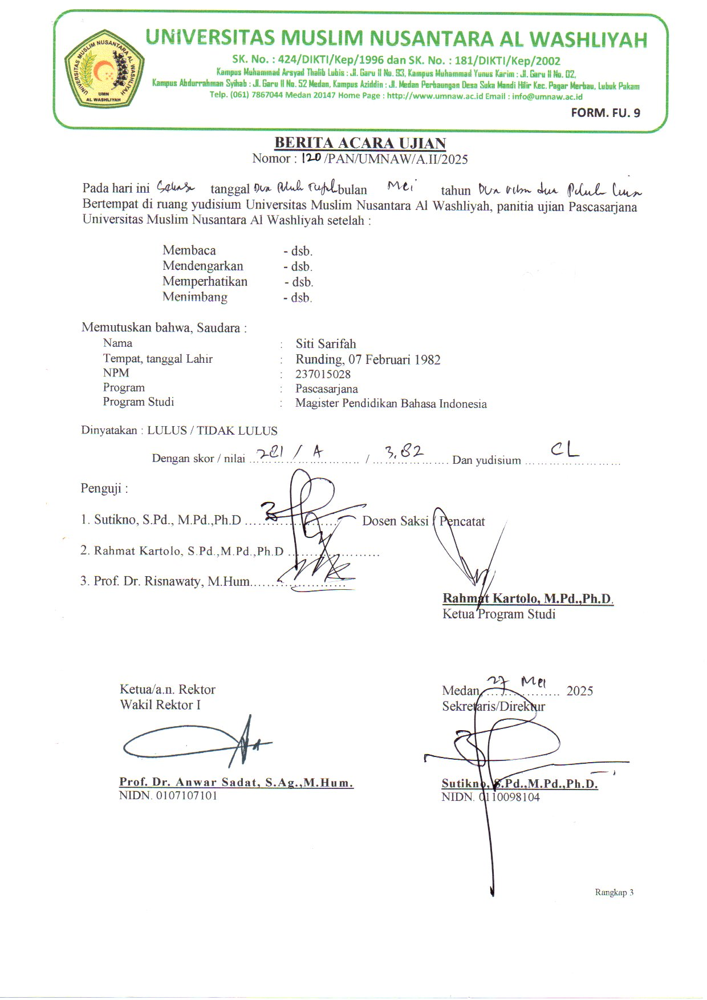 UNIVERSITAS MUSLIM NUSANTARA AL WASHLIYAH
UNIVERSITAS MUSLIM NUSANTARA AL WASHLIYAH
UMN
AL WASHLIYAH
SK. No. : 424/DIKTI/Kep/1996 dan SK. No. : 181/DIKTI/Kep/2002
Kampus Muhammad Arsyad Thalib Lubis : Jl. Garu II No. 93, Kampus Muhammad Yunus Karim : Jl. Garu II No. 02,
Kampus Abdurrahman Syihab : Jl. Garu II No. 52 Medan, Kampus Aziddin : Jl. Medan Perbaungan Desa Suka Mandi Hilir Kec. Pagar Merbau, Lubuk Pakam
Telp. (061) 7867044 Medan 20147 Home Page : http://www.umnaw.ac.id Email : info@umnaw.ac.id
FORM. FU. 9
BERITA ACARA UJIAN
Nomor : 120 /PAN/UMNAW/A.II/2025
Pada hari ini Selasa tanggal Dua Puluh Tujuh bulan Mei tahun Dua ribu dua Puluh Lima
Bertempat di ruang yudisium Universitas Muslim Nusantara Al Washliyah, panitia ujian Pascasarjana
Universitas Muslim Nusantara Al Washliyah setelah :
Membaca - dsb.
Mendengarkan - dsb.
Memperhatikan - dsb.
Menimbang - dsb.
Memutuskan bahwa, Saudara :
Nama : Siti Sarifah
Tempat, tanggal Lahir : Runding, 07 Februari 1982
NPM : 237015028
Program : Pascasarjana
Program Studi : Magister Pendidikan Bahasa Indonesia
Dinyatakan : LULUS / TIDAK LULUS
Dengan skor / nilai ... 281 / A ... / ... 3,82 ... Dan yudisium ... CL ...
Penguji :
1. Sutikno, S.Pd., M.Pd.,Ph.D ........................ Dosen Saksi / Pencatat
2. Rahmat Kartolo, S.Pd.,M.Pd.,Ph.D ........................
3. Prof. Dr. Risnawaty, M.Hum........................
Rahmat Kartolo, M.Pd.,Ph.D.
Ketua Program Studi
Ketua/a.n. Rektor
Wakil Rektor I
Medan, 27 Mei 2025
Sekretaris/Direktur
Prof. Dr. Anwar Sadat, S.Ag.,M.Hum.
NIDN. 0107107101
Sutikno, S.Pd.,M.Pd.,Ph.D.
NIDN. 0110098104
Rangkap 3